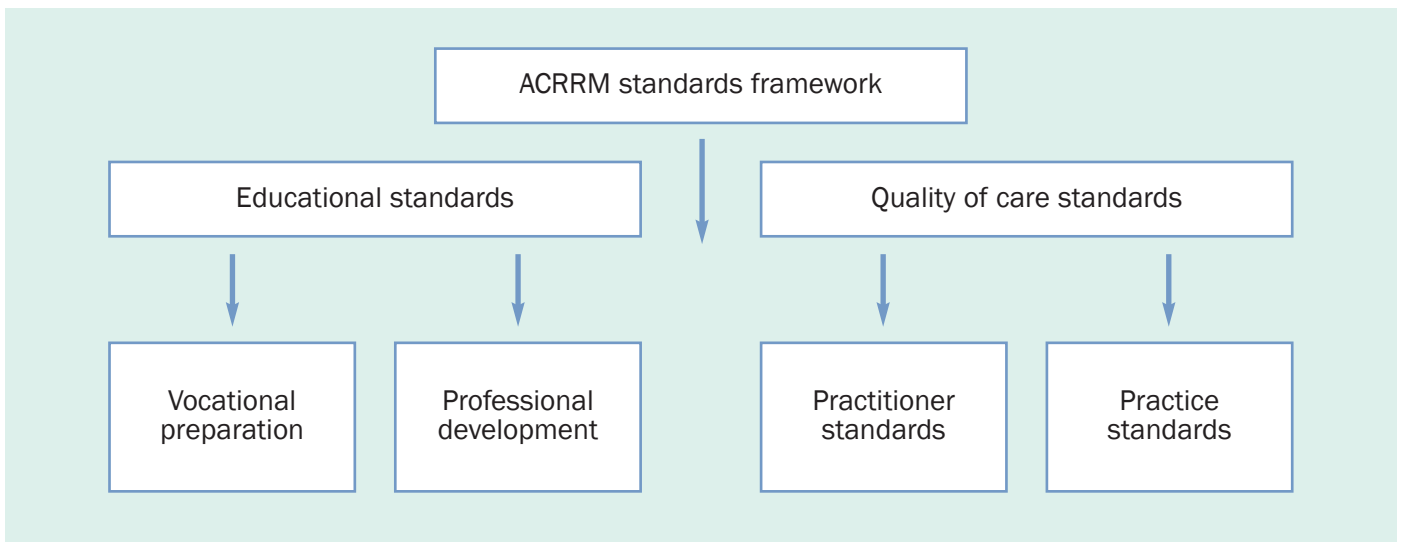 ACRRM standards framework
Educational standards
Quality of care standards
Vocational
preparation
Professional
development
Practitioner
standards
Practice
standards